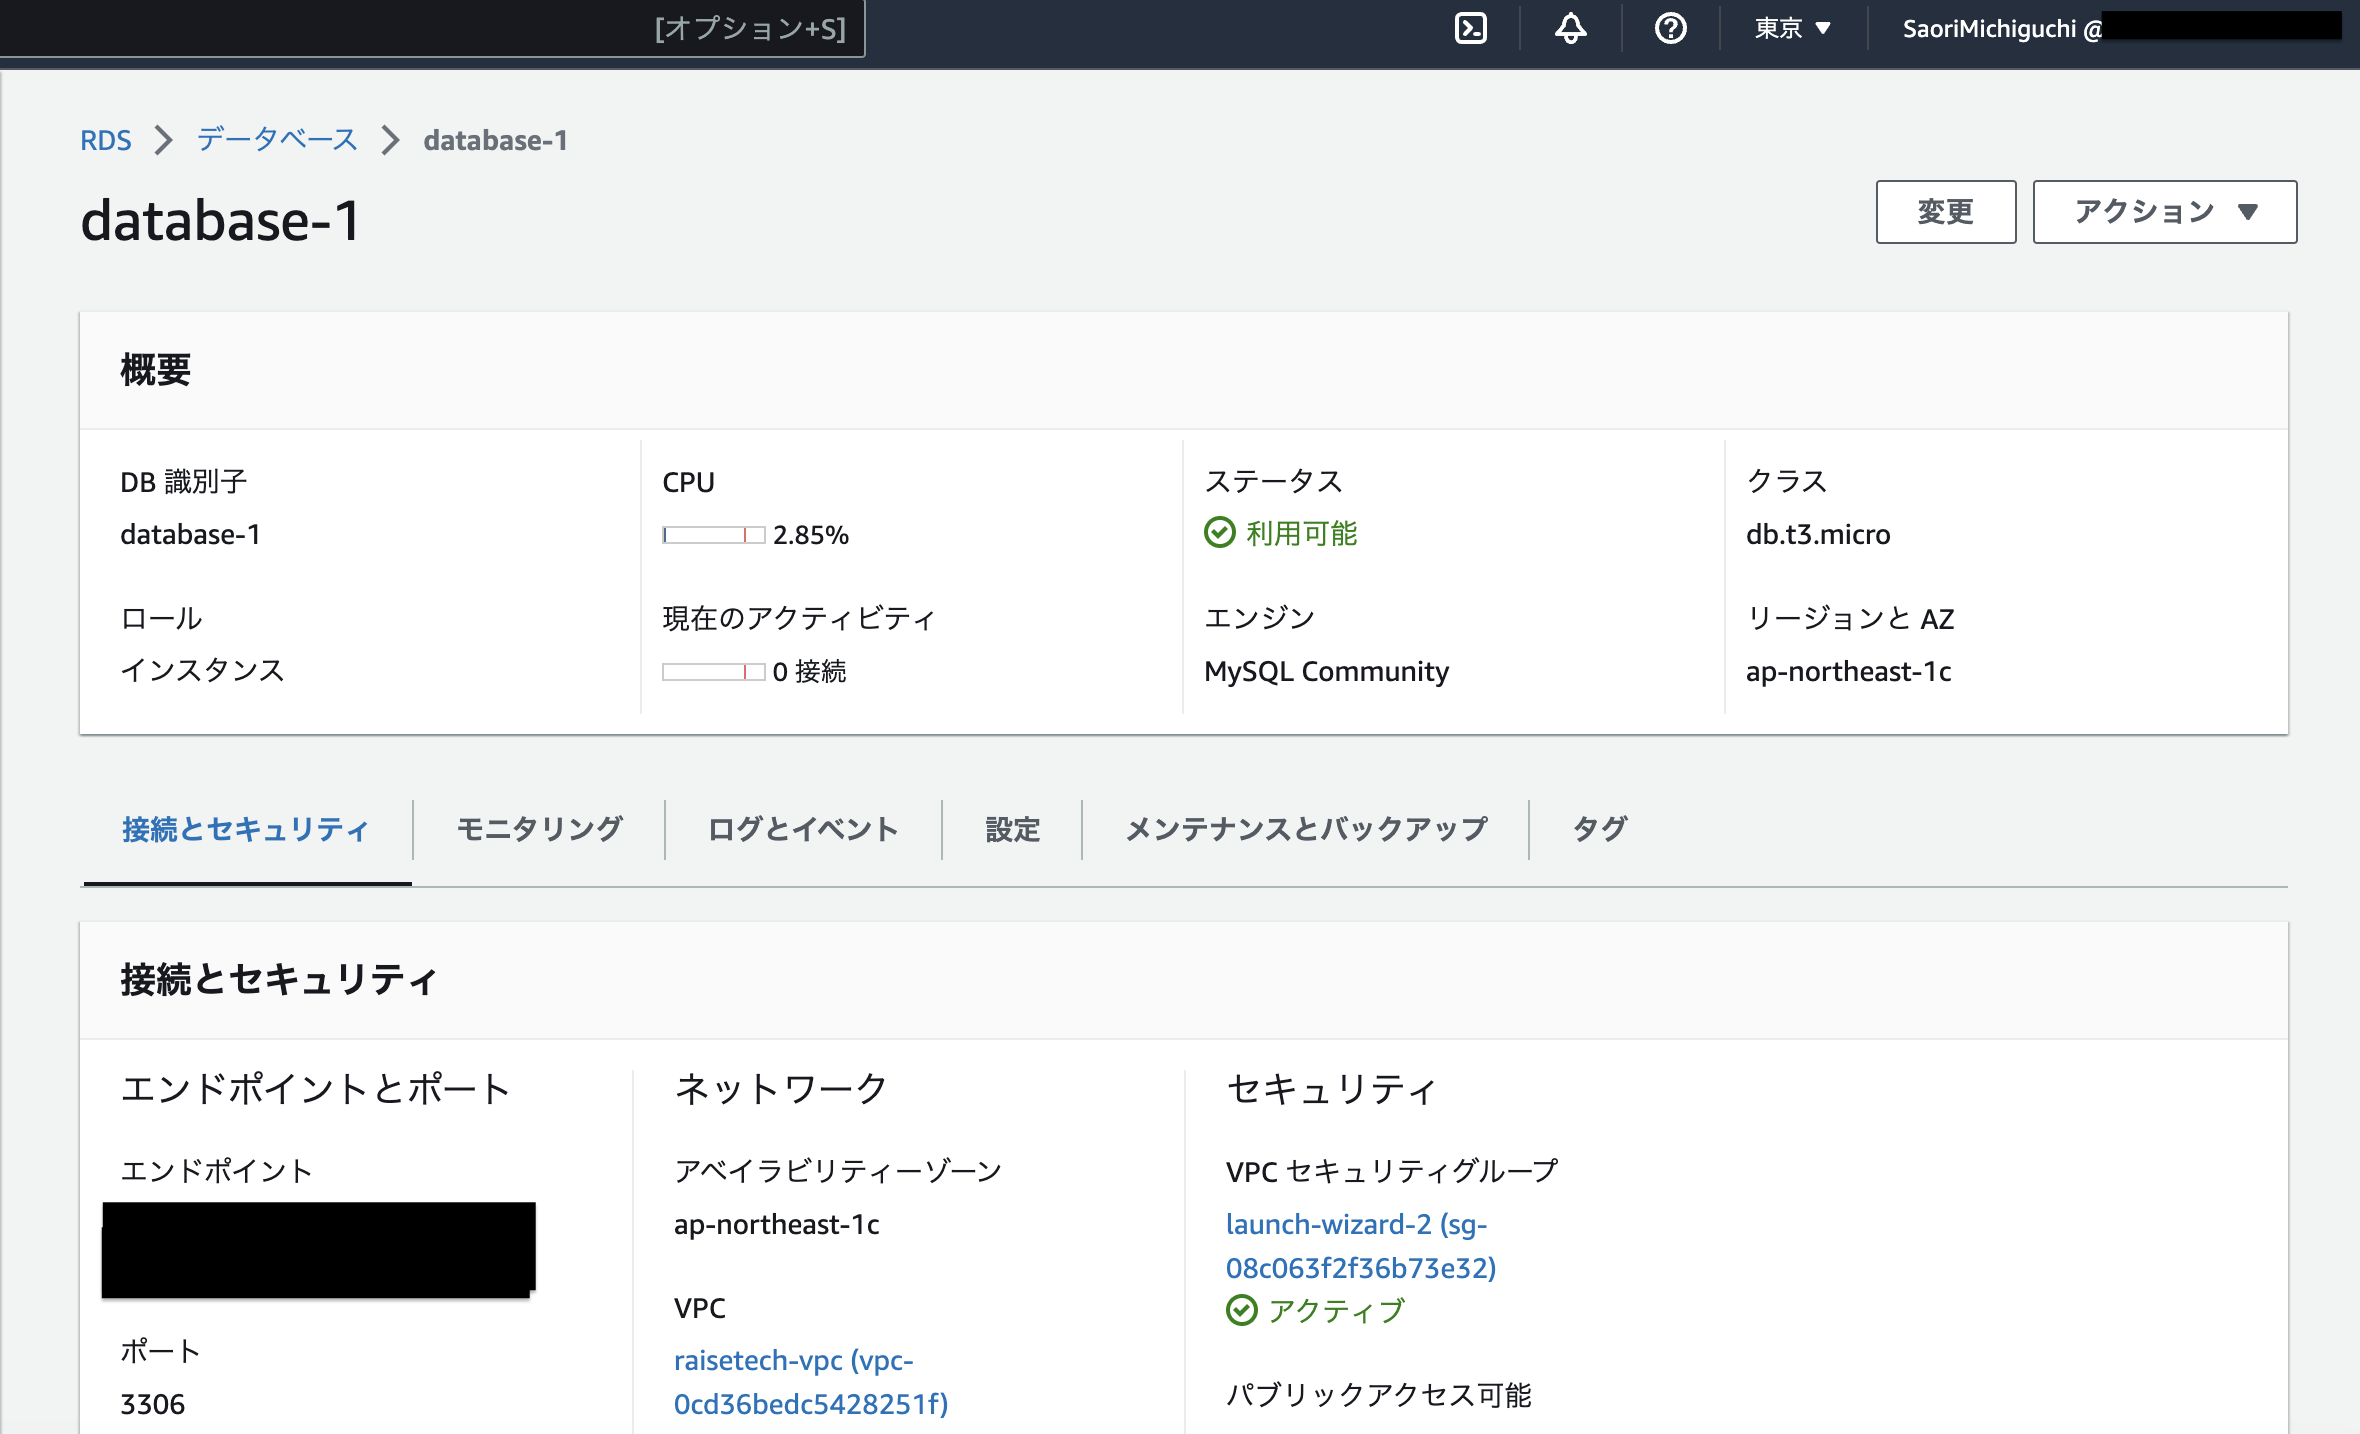 [オプション+S]
東京 ▼
SaoriMichiguchi @
RDS > データベース > database-1
database-1
変更
アクション ▼
概要
DB 識別子
database-1
CPU
2.85%
ステータス
利用可能
クラス
db.t3.micro
ロール
インスタンス
現在のアクティビティ
0 接続
エンジン
MySQL Community
リージョンと AZ
ap-northeast-1c
接続とセキュリティ
モニタリング
ログとイベント
設定
メンテナンスとバックアップ
タグ
接続とセキュリティ
エンドポイントとポート
エンドポイント
ポート
3306
ネットワーク
アベイラビリティーゾーン
ap-northeast-1c
VPC
raisetech-vpc (vpc-
0cd36bedc5428251f)
セキュリティ
VPC セキュリティグループ
launch-wizard-2 (sg-
08c063f2f36b73e32)
アクティブ
パブリックアクセス可能